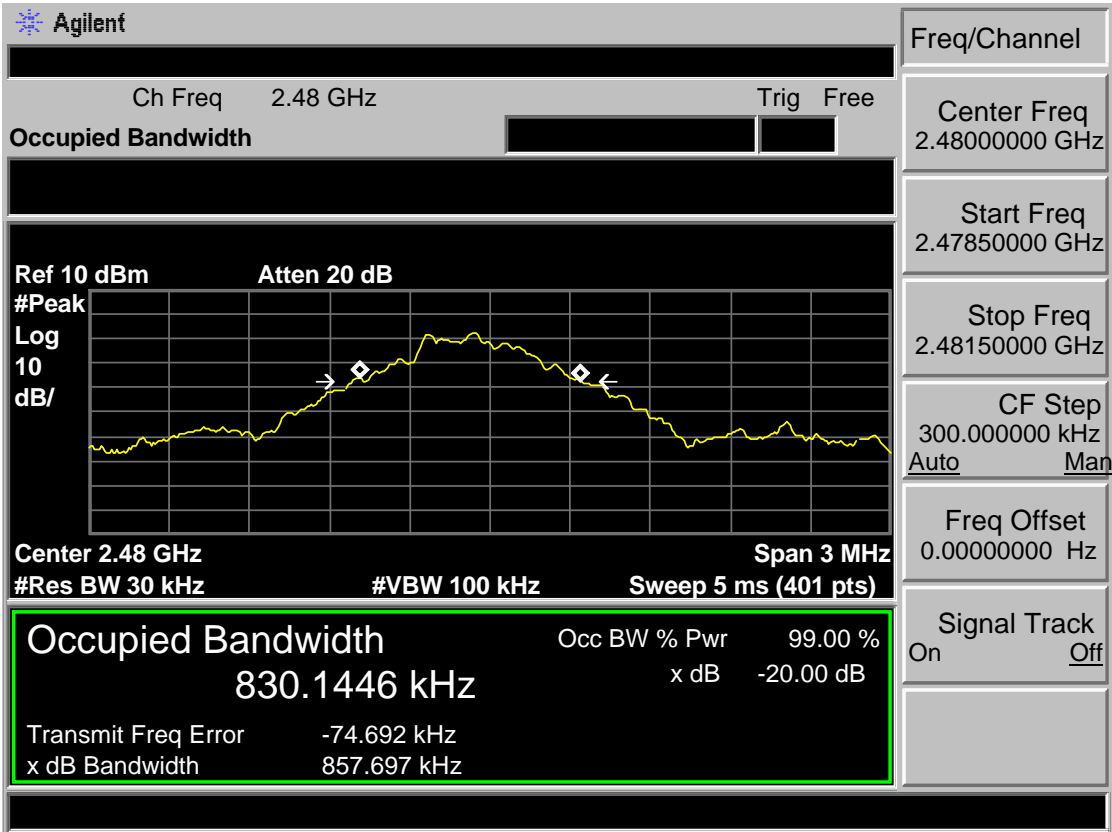 Agilent
Freq/Channel
Ch Freq 2.48 GHz Trig Free
Occupied Bandwidth
Center Freq
2.48000000 GHz
Start Freq
2.47850000 GHz
Ref 10 dBm Atten 20 dB
#Peak
Log
10
dB/
Stop Freq
2.48150000 GHz
CF Step
300.000000 kHz
Auto Man
Center 2.48 GHz Span 3 MHz
#Res BW 30 kHz #VBW 100 kHz Sweep 5 ms (401 pts)
Freq Offset
0.00000000 Hz
Occupied Bandwidth Occ BW % Pwr 99.00 %
830.1446 kHz x dB -20.00 dB
Transmit Freq Error -74.692 kHz
x dB Bandwidth 857.697 kHz
Signal Track
On Off